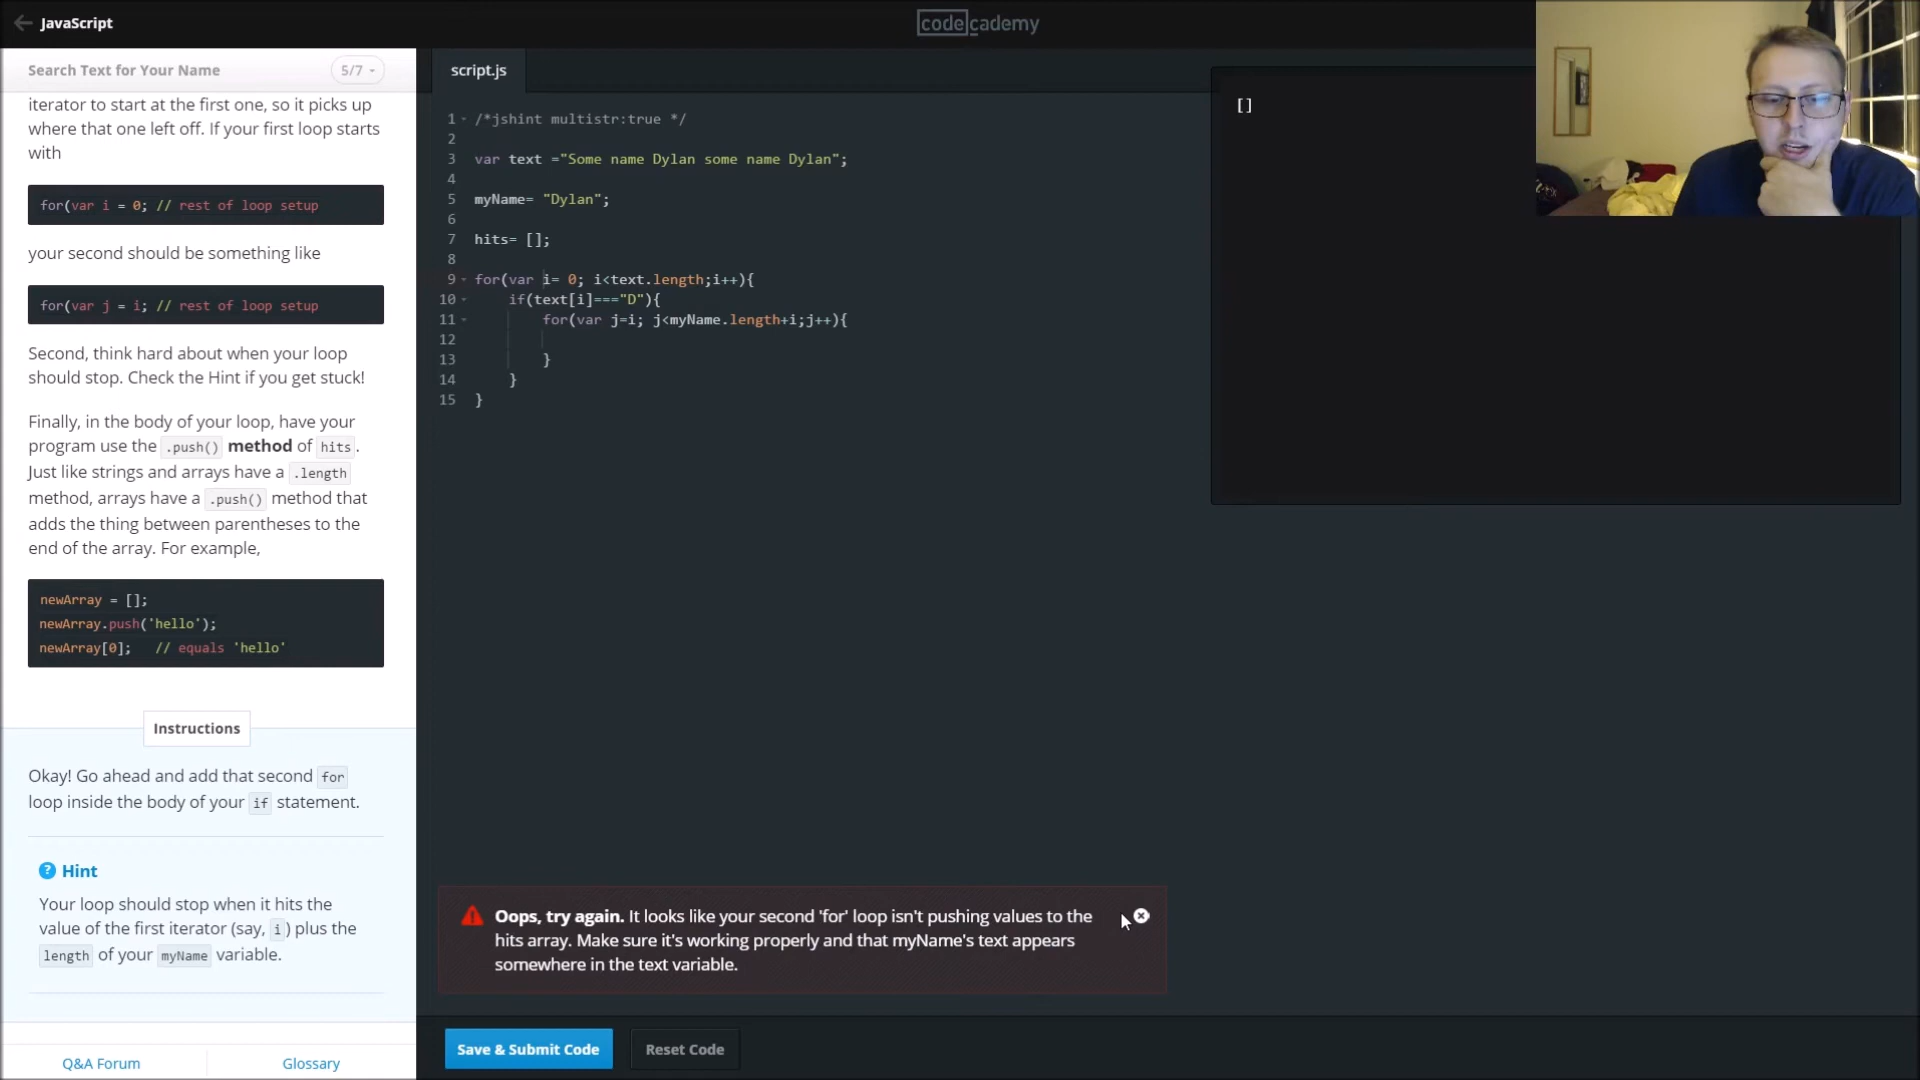 JavaScript
codecademy
Search Text for Your Name
5/7
script.js
iterator to start at the first one, so it picks up
where that one left off. If your first loop starts
with
for(var i = 0; // rest of loop setup
your second should be something like
for(var j = i; // rest of loop setup
Second, think hard about when your loop
should stop. Check the Hint if you get stuck!
Finally, in the body of your loop, have your
program use the .push() method of hits.
Just like strings and arrays have a .length
method, arrays have a .push() method that
adds the thing between parentheses to the
end of the array. For example,
newArray = [];
newArray.push('hello');
newArray[0];   // equals 'hello'
Instructions
Okay! Go ahead and add that second for
loop inside the body of your if statement.
? Hint
Your loop should stop when it hits the
value of the first iterator (say, i) plus the
length of your myName variable.
Q&A Forum
Glossary
1 /*jshint multistr:true */
2
3 var text ="Some name Dylan some name Dylan";
4
5 myName= "Dylan";
6
7 hits= [];
8
9 for(var i= 0; i<text.length;i++){
10     if(text[i]==="D"){
11         for(var j=i; j<myName.length+i;j++){
12
13         }
14     }
15 }
[]
Oops, try again. It looks like your second 'for' loop isn't pushing values to the
hits array. Make sure it's working properly and that myName's text appears
somewhere in the text variable.
Save & Submit Code
Reset Code